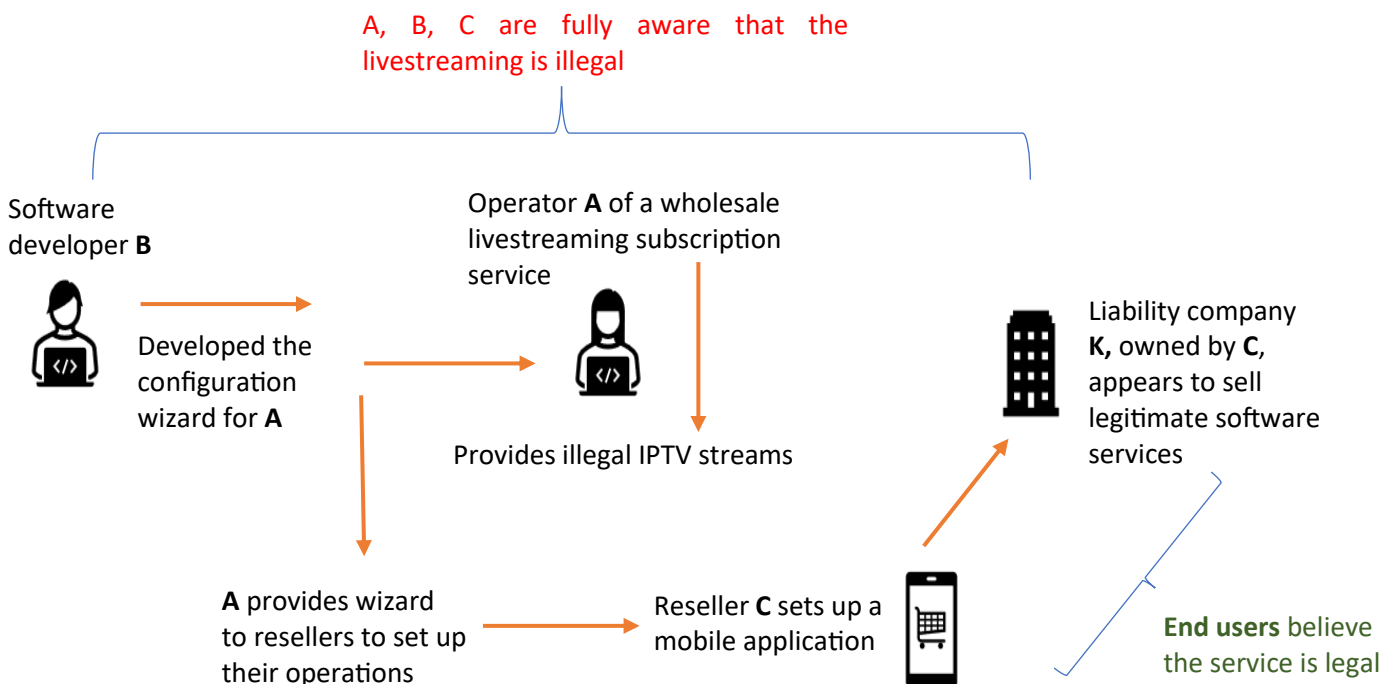 A, B, C are fully aware that the
livestreaming is illegal
Software
developer B
Operator A of a wholesale
livestreaming subscription
service
</>
</>
Developed the
configuration
wizard for A
Liability company
K, owned by C,
appears to sell
legitimate software
services
Provides illegal IPTV streams
A provides wizard
to resellers to set up
their operations
Reseller C sets up a
mobile application
End users believe
the service is legal